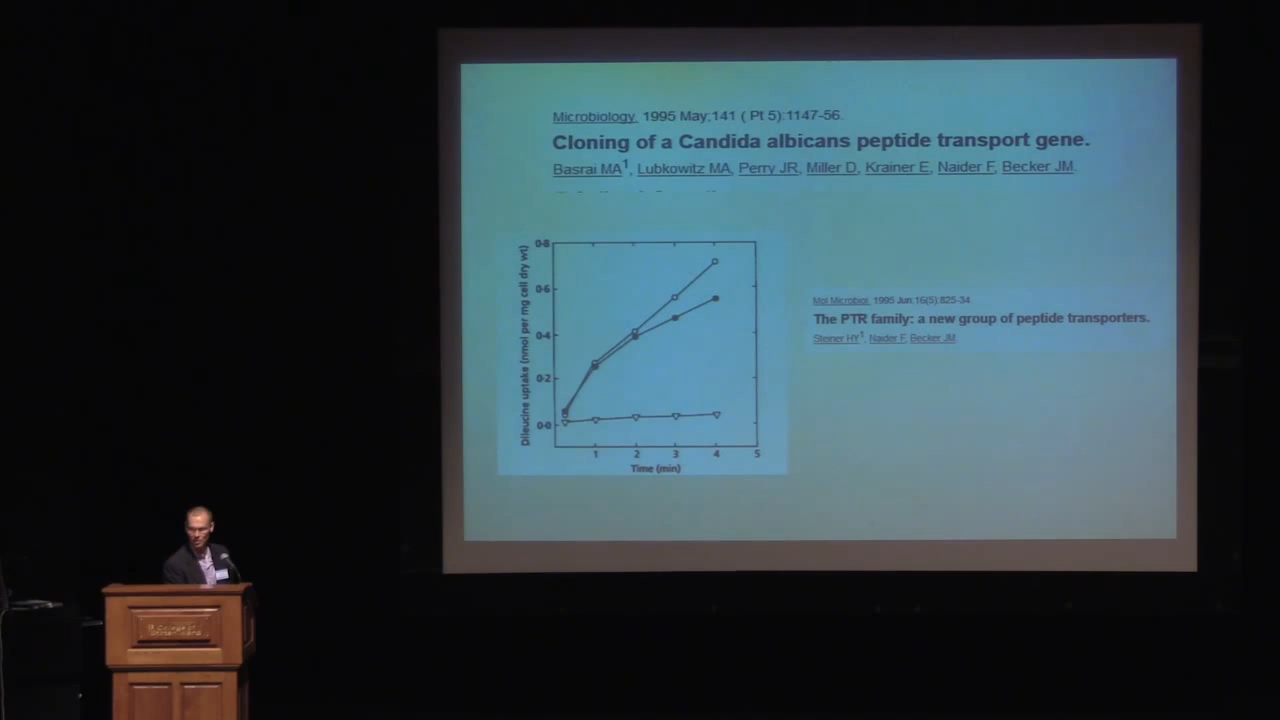 Microbiology. 1995 May;141 ( Pt 5):1147-56.
Cloning of a Candida albicans peptide transport gene.
Basrai MA1, Lubkowitz MA, Perry JR, Miller D, Krainer E, Naider F, Becker JM.
Dileucine uptake (nmol per mg cell dry wt)
0·8
0·6
0·4
0·2
0·0
1 2 3 4 5
Time (min)
Mol Microbiol. 1995 Jun;16(5):825-34
The PTR family: a new group of peptide transporters.
Steiner HY1, Naider F, Becker JM.
College of